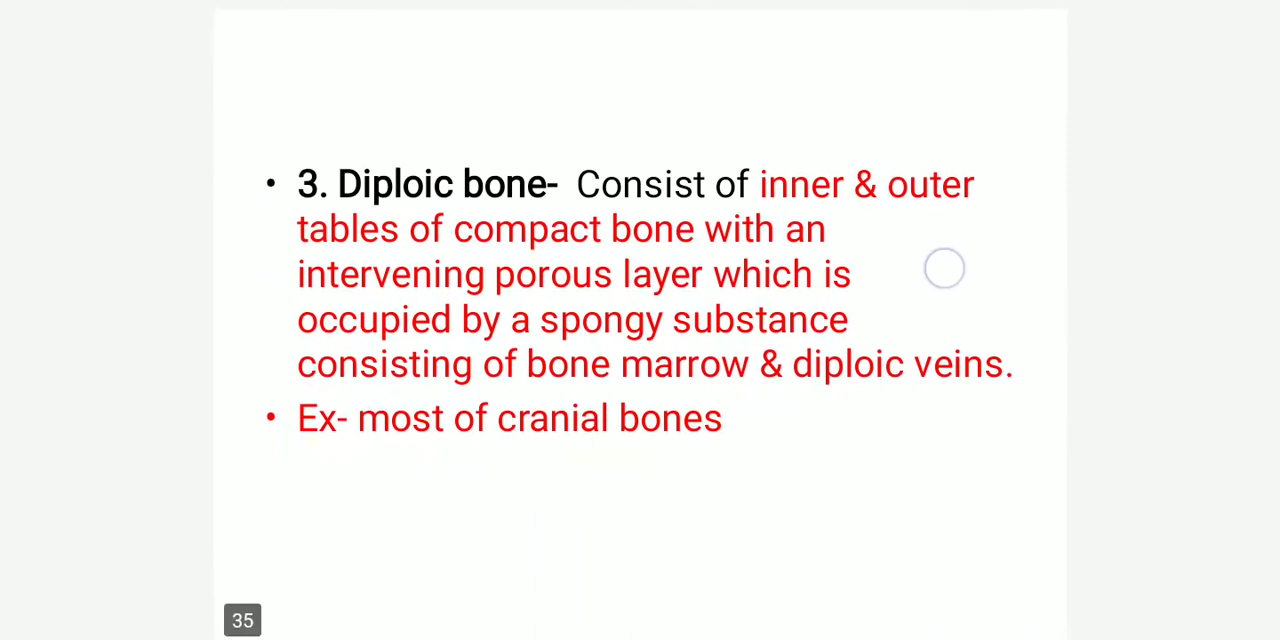 • 3. Diploic bone- Consist of inner & outer
tables of compact bone with an
intervening porous layer which is
occupied by a spongy substance
consisting of bone marrow & diploic veins.
• Ex- most of cranial bones
35